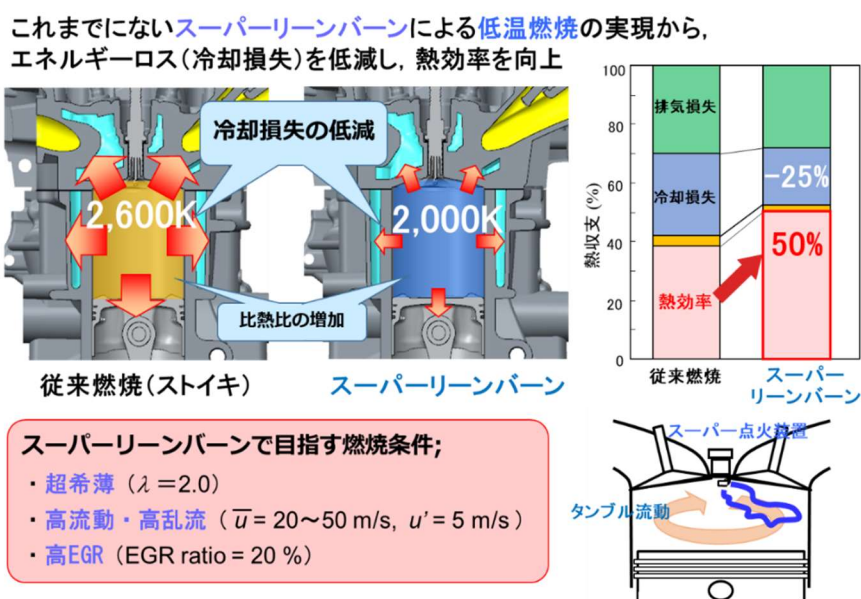 これまでにないスーパーリーンバーンによる低温燃焼の実現から,
エネルギーロス（冷却損失）を低減し, 熱効率を向上
冷却損失の低減
2,600K
2,000K
比熱比の増加
従来燃焼（ストイキ）
スーパーリーンバーン
熱収支 (%)
100
80
60
40
20
0
排気損失
冷却損失
熱効率
−25%
50%
従来燃焼
スーパー
リーンバーン
スーパーリーンバーンで目指す燃焼条件;
・超希薄（λ＝2.0）
・高流動・高乱流（u̅ = 20～50 m/s, u’ = 5 m/s）
・高EGR（EGR ratio = 20 %）
スーパー点火装置
タンブル流動